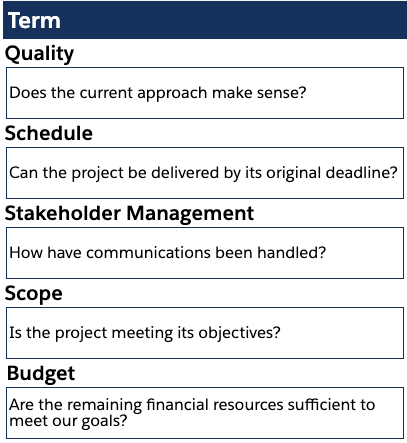 Term
Quality
Does the current approach make sense?
Schedule
Can the project be delivered by its original deadline?
Stakeholder Management
How have communications been handled?
Scope
Is the project meeting its objectives?
Budget
Are the remaining financial resources sufficient to
meet our goals?